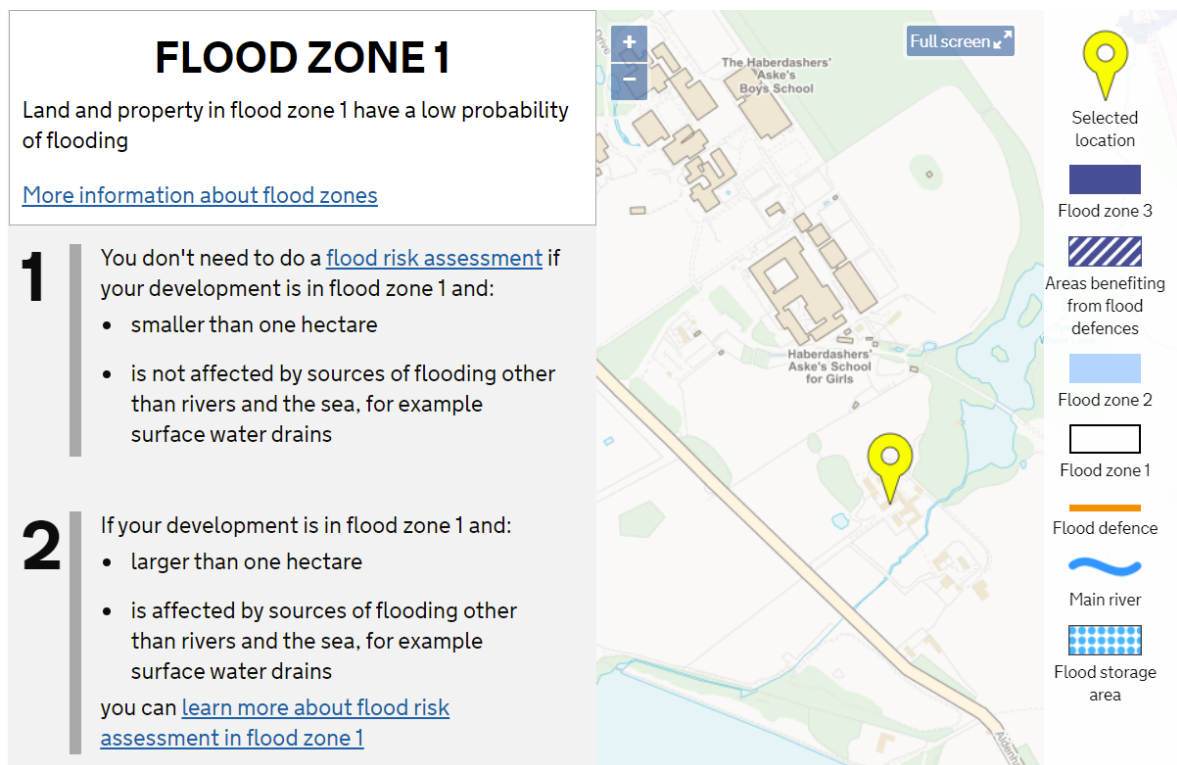 FLOOD ZONE 1
Land and property in flood zone 1 have a low probability
of flooding
More information about flood zones
1
You don't need to do a flood risk assessment if
your development is in flood zone 1 and:
• smaller than one hectare
• is not affected by sources of flooding other
than rivers and the sea, for example
surface water drains
2
If your development is in flood zone 1 and:
• larger than one hectare
• is affected by sources of flooding other
than rivers and the sea, for example
surface water drains
you can learn more about flood risk
assessment in flood zone 1
+
−
Full screen
Drive
The Haberdashers'
Aske's
Boys School
Haberdashers'
Aske's School
for Girls
Selected
location
Flood zone 3
Areas benefiting
from flood
defences
Flood zone 2
Flood zone 1
Flood defence
Main river
Flood storage
area